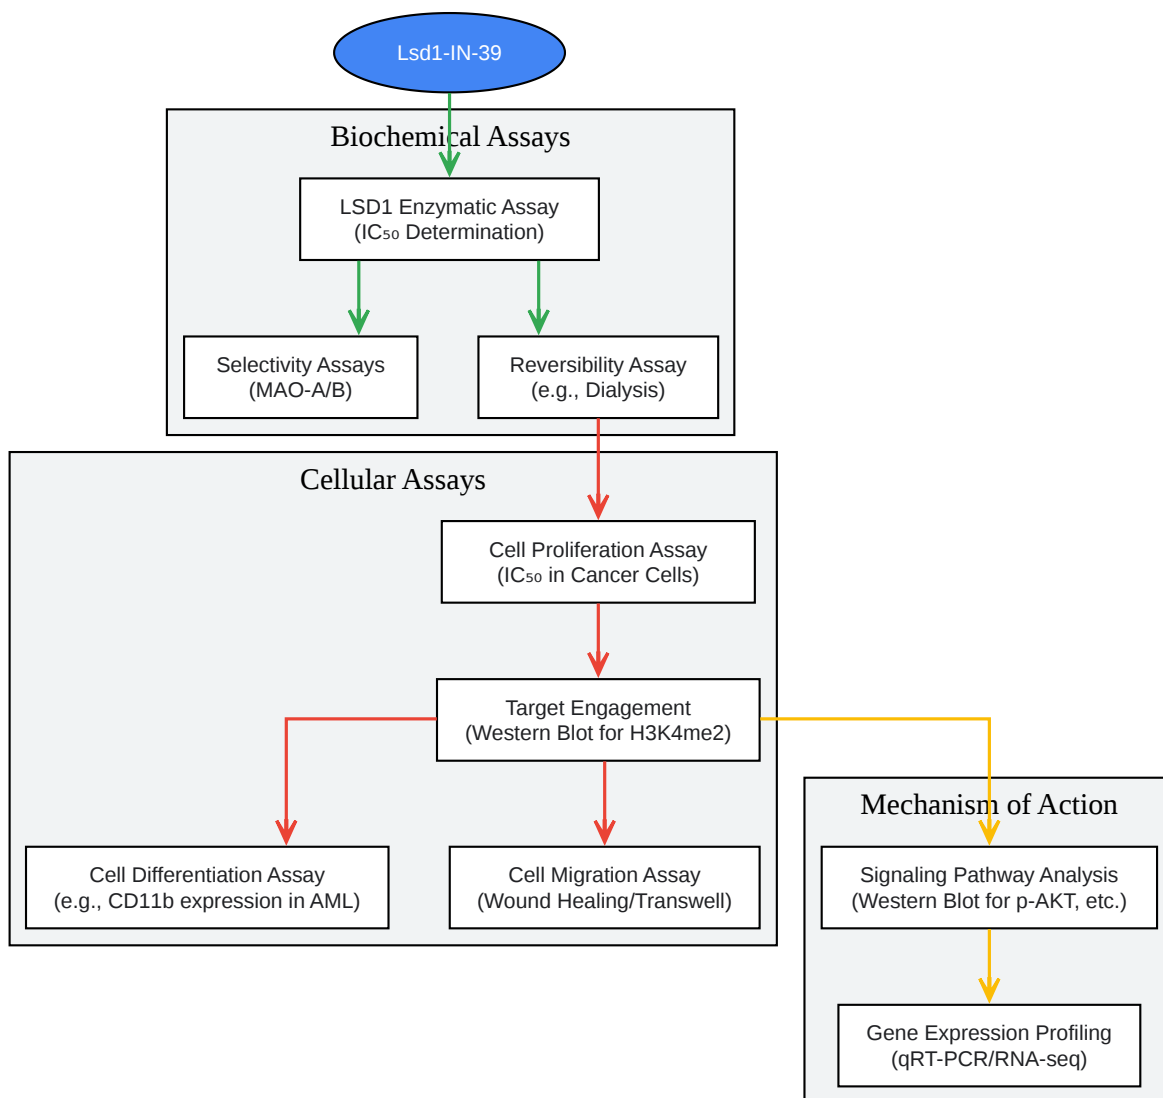 Lsd1-IN-39
Biochemical Assays
LSD1 Enzymatic Assay
(IC₅₀ Determination)
Selectivity Assays
(MAO-A/B)
Reversibility Assay
(e.g., Dialysis)
Cellular Assays
Cell Proliferation Assay
(IC₅₀ in Cancer Cells)
Target Engagement
(Western Blot for H3K4me2)
Cell Differentiation Assay
(e.g., CD11b expression in AML)
Cell Migration Assay
(Wound Healing/Transwell)
Mechanism of Action
Signaling Pathway Analysis
(Western Blot for p-AKT, etc.)
Gene Expression Profiling
(qRT-PCR/RNA-seq)